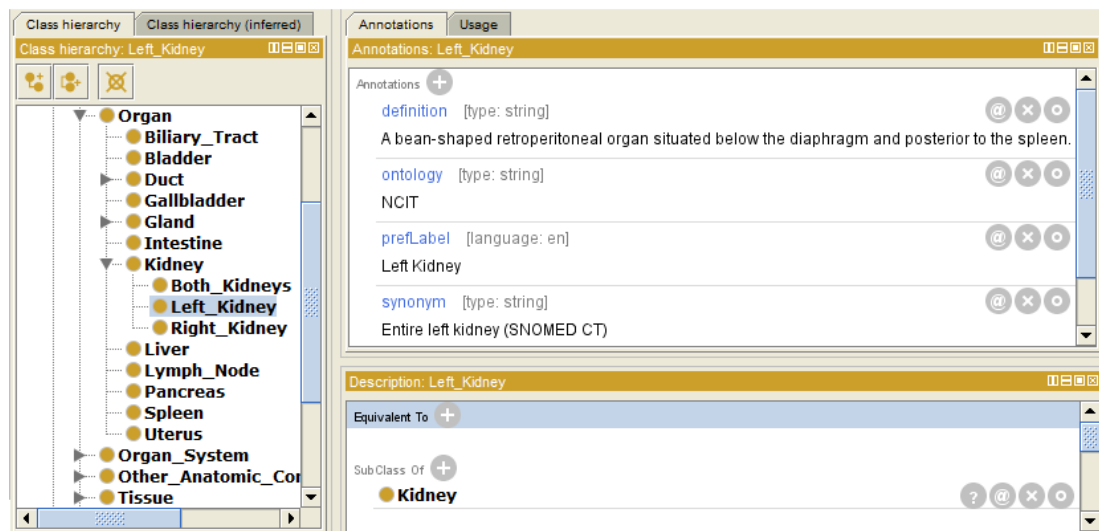 Class hierarchy
Class hierarchy (inferred)
Class hierarchy: Left_Kidney
Organ
Biliary_Tract
Bladder
Duct
Gallbladder
Gland
Intestine
Kidney
Both_Kidneys
Left_Kidney
Right_Kidney
Liver
Lymph_Node
Pancreas
Spleen
Uterus
Organ_System
Other_Anatomic_Cor
Tissue
Annotations
Usage
Annotations: Left_Kidney
Annotations
definition [type: string]
A bean-shaped retroperitoneal organ situated below the diaphragm and posterior to the spleen.
ontology [type: string]
NCIT
prefLabel [language: en]
Left Kidney
synonym [type: string]
Entire left kidney (SNOMED CT)
Description: Left_Kidney
Equivalent To
SubClass Of
Kidney